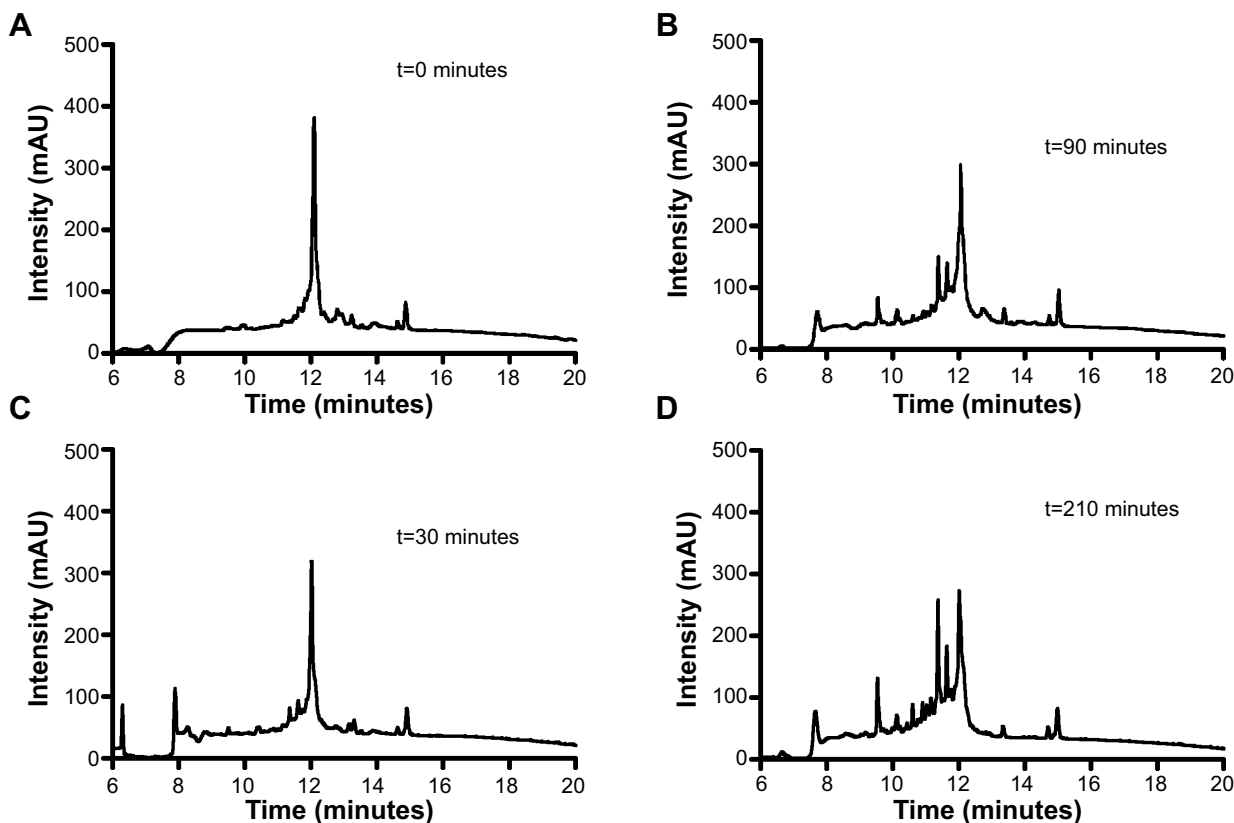 A
500
400
300
200
100
0
Intensity (mAU)
t=0 minutes
6 8 10 12 14 16 18 20
Time (minutes)
B
500
400
300
200
100
0
Intensity (mAU)
t=90 minutes
6 8 10 12 14 16 18 20
Time (minutes)
C
500
400
300
200
100
0
Intensity (mAU)
t=30 minutes
6 8 10 12 14 16 18 20
Time (minutes)
D
500
400
300
200
100
0
Intensity (mAU)
t=210 minutes
6 8 10 12 14 16 18 20
Time (minutes)